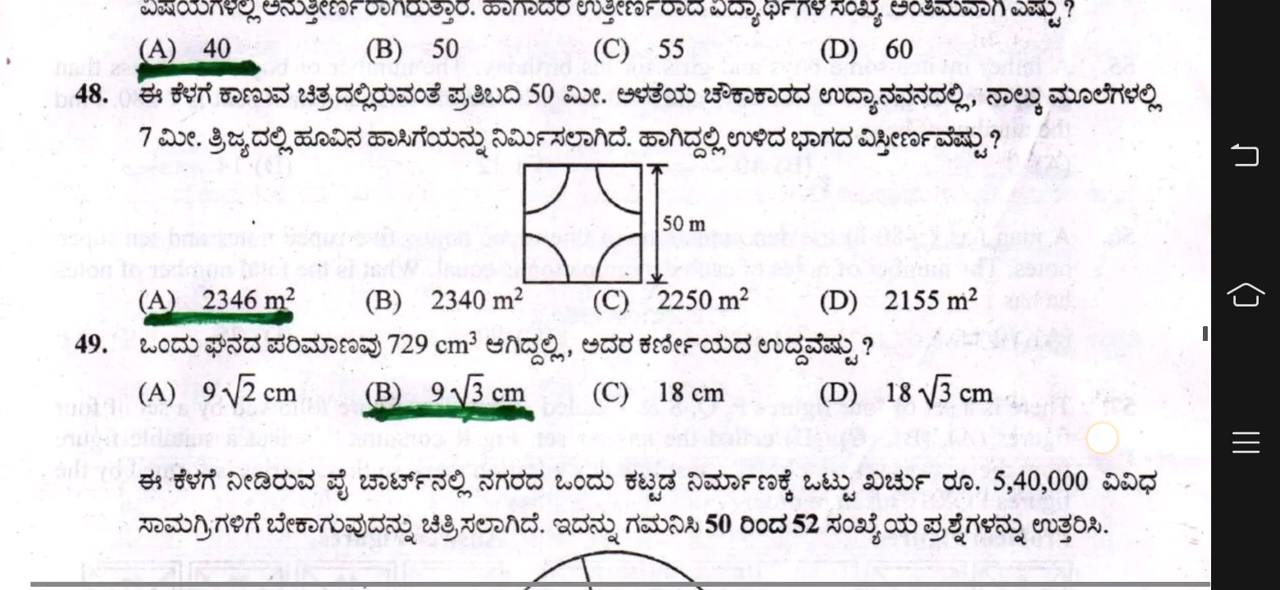 ವಿಷಯಗಳಲ್ಲಿ ಅನುತ್ತೀರ್ಣರಾಗಿರುತ್ತಾರೆ. ಹಾಗಾದರೆ ಉತ್ತೀರ್ಣರಾದ ವಿದ್ಯಾರ್ಥಿಗಳ ಸಂಖ್ಯೆ ಅಂತಿಮವಾಗಿ ಎಷ್ಟು ?
(A) 40 (B) 50 (C) 55 (D) 60
48. ಈ ಕೆಳಗೆ ಕಾಣುವ ಚಿತ್ರದಲ್ಲಿರುವಂತೆ ಪ್ರತಿಬದಿ 50 ಮೀ. ಅಳತೆಯ ಚೌಕಾಕಾರದ ಉದ್ಯಾನವನದಲ್ಲಿ, ನಾಲ್ಕು ಮೂಲೆಗಳಲ್ಲಿ
7 ಮೀ. ತ್ರಿಜ್ಯದಲ್ಲಿ ಹೂವಿನ ಹಾಸಿಗೆಯನ್ನು ನಿರ್ಮಿಸಲಾಗಿದೆ. ಹಾಗಿದ್ದಲ್ಲಿ ಉಳಿದ ಭಾಗದ ವಿಸ್ತೀರ್ಣವೆಷ್ಟು ?
50 m
(A) 2346 m² (B) 2340 m² (C) 2250 m² (D) 2155 m²
49. ಒಂದು ಘನದ ಪರಿಮಾಣವು 729 cm³ ಆಗಿದ್ದಲ್ಲಿ, ಅದರ ಕರ್ಣೀಯದ ಉದ್ದವೆಷ್ಟು ?
(A) 9√2 cm (B) 9√3 cm (C) 18 cm (D) 18√3 cm
ಈ ಕೆಳಗೆ ನೀಡಿರುವ ಪೈ ಚಾರ್ಟ್‌ನಲ್ಲಿ ನಗರದ ಒಂದು ಕಟ್ಟಡ ನಿರ್ಮಾಣಕ್ಕೆ ಒಟ್ಟು ಖರ್ಚು ರೂ. 5,40,000 ವಿವಿಧ
ಸಾಮಗ್ರಿಗಳಿಗೆ ಬೇಕಾಗುವುದನ್ನು ಚಿತ್ರಿಸಲಾಗಿದೆ. ಇದನ್ನು ಗಮನಿಸಿ 50 ರಿಂದ 52 ಸಂಖ್ಯೆಯ ಪ್ರಶ್ನೆಗಳನ್ನು ಉತ್ತರಿಸಿ.